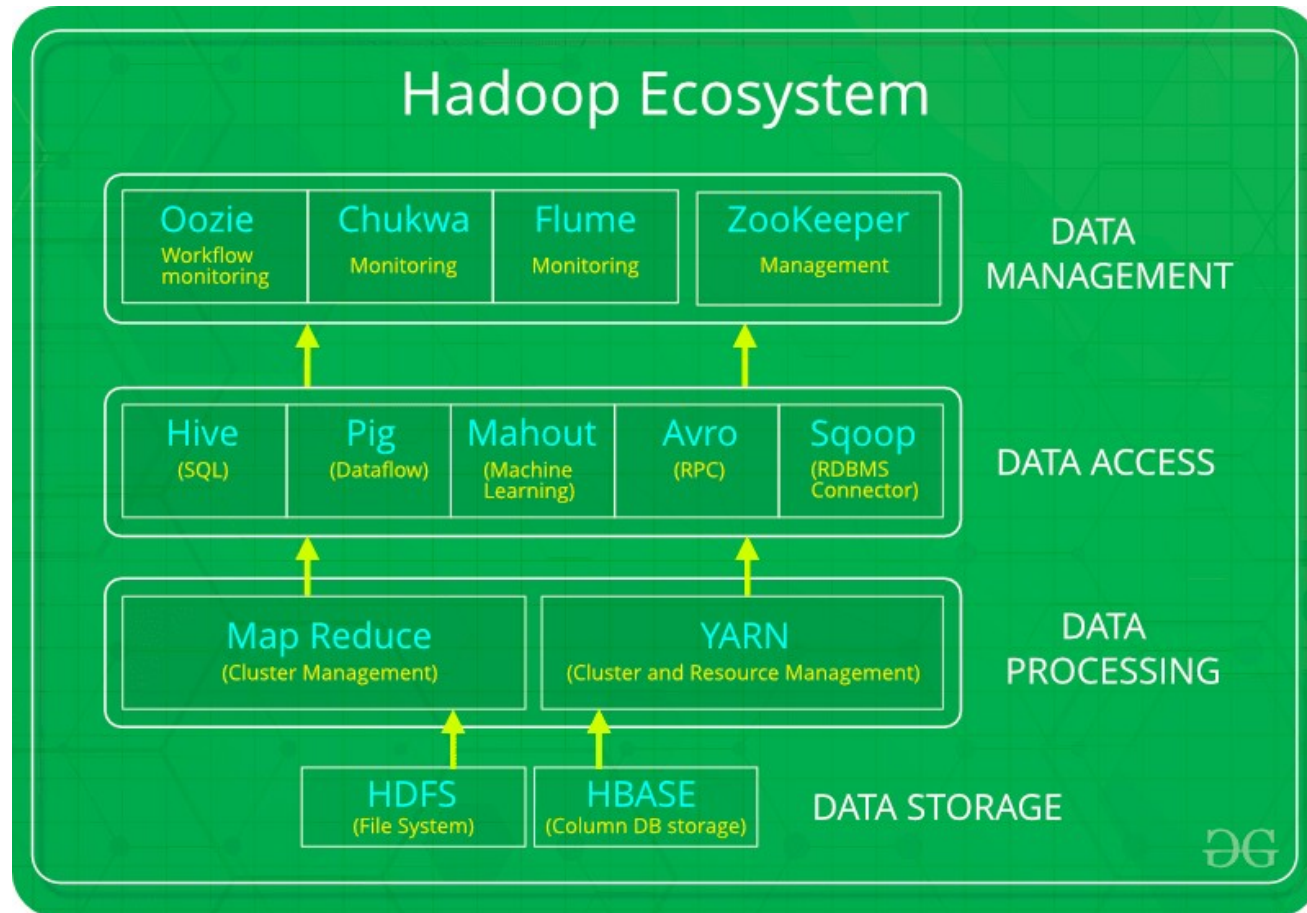 Hadoop Ecosystem
Oozie
Workflow
monitoring
Chukwa
Monitoring
Flume
Monitoring
ZooKeeper
Management
DATA
MANAGEMENT
Hive
(SQL)
Pig
(Dataflow)
Mahout
(Machine
Learning)
Avro
(RPC)
Sqoop
(RDBMS
Connector)
DATA ACCESS
Map Reduce
(Cluster Management)
YARN
(Cluster and Resource Management)
DATA
PROCESSING
HDFS
(File System)
HBASE
(Column DB storage)
DATA STORAGE